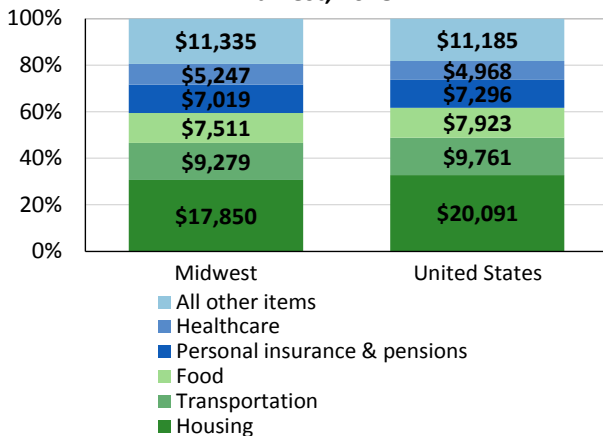 100%
80%
60%
40%
20%
0%
$11,335
$5,247
$7,019
$7,511
$9,279
$17,850
$11,185
$4,968
$7,296
$7,923
$9,761
$20,091
Midwest
United States
All other items
Healthcare
Personal insurance & pensions
Food
Transportation
Housing